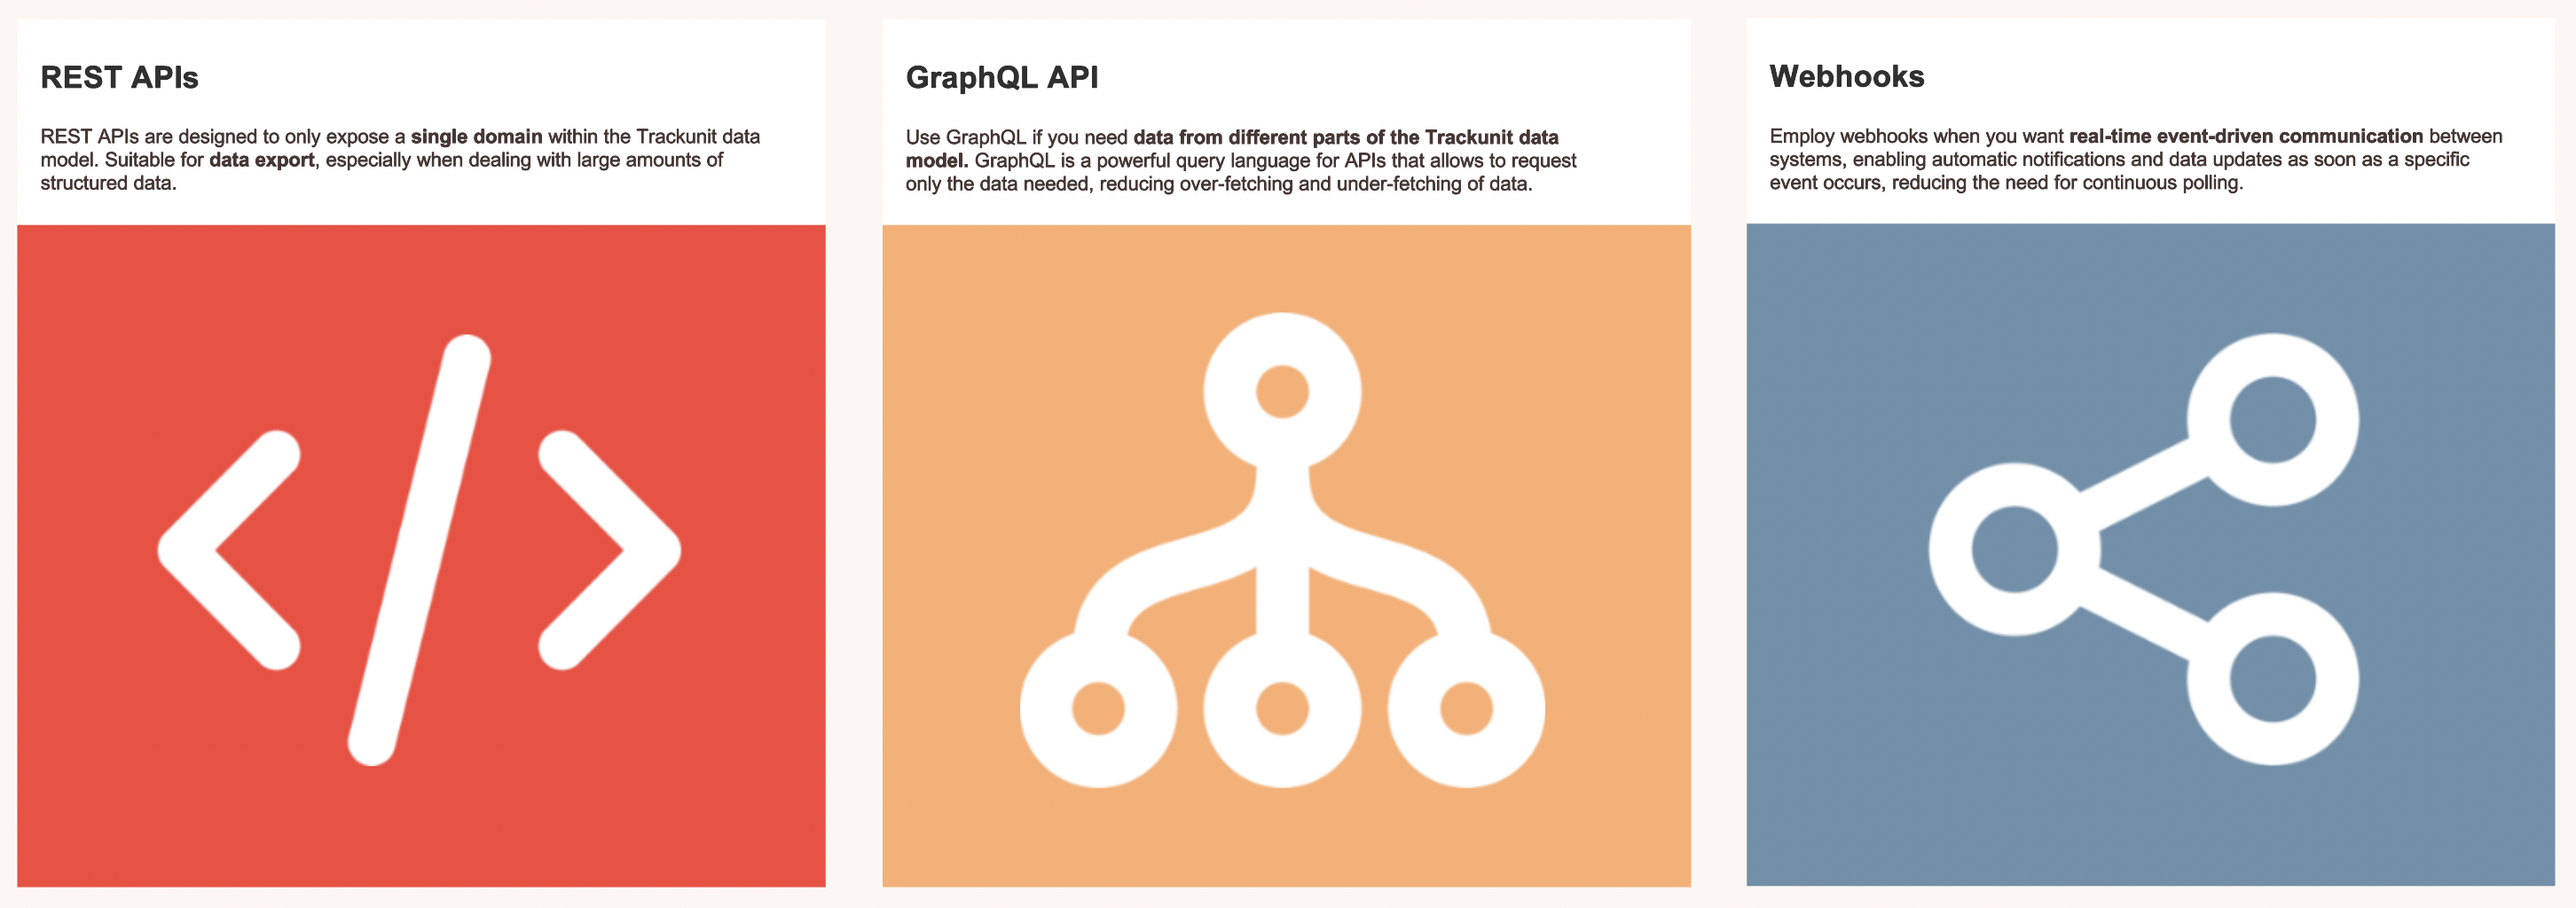 REST APIs
REST APIs are designed to only expose a single domain within the Trackunit data
model. Suitable for data export, especially when dealing with large amounts of
structured data.
GraphQL API
Use GraphQL if you need data from different parts of the Trackunit data
model. GraphQL is a powerful query language for APIs that allows to request
only the data needed, reducing over-fetching and under-fetching of data.
Webhooks
Employ webhooks when you want real-time event-driven communication between
systems, enabling automatic notifications and data updates as soon as a specific
event occurs, reducing the need for continuous polling.